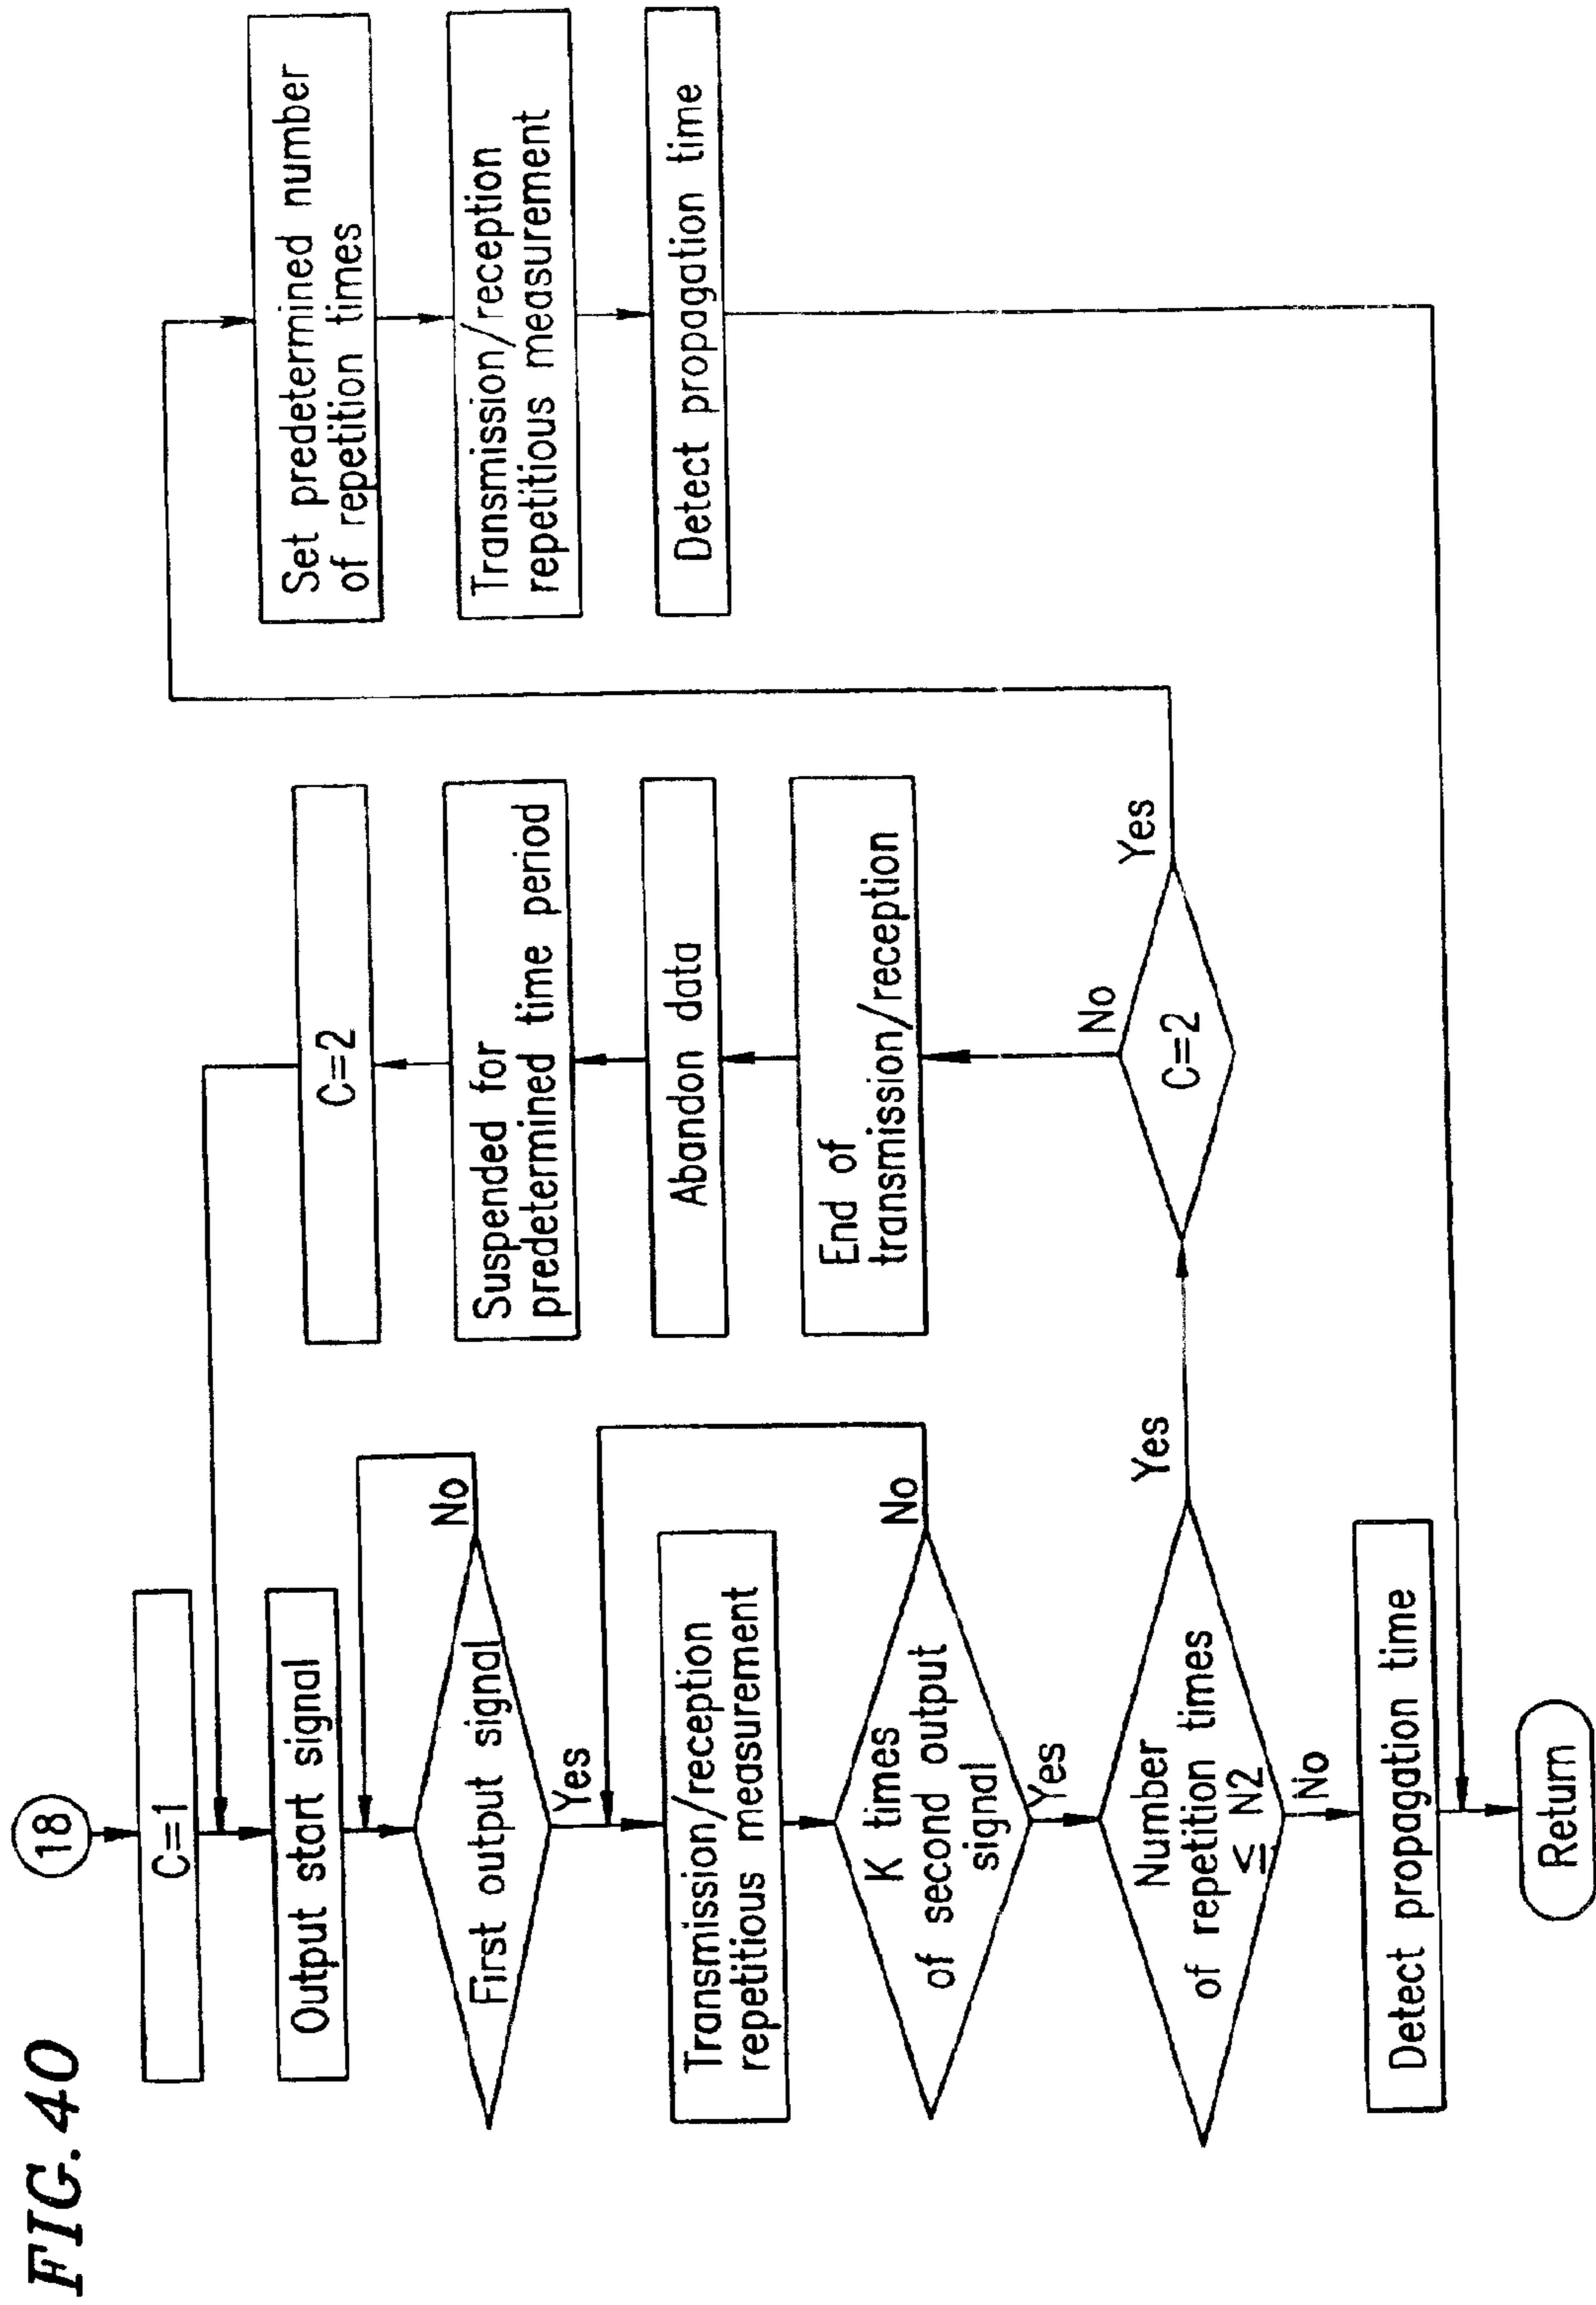 FIG. 40
18
C=1
Output start signal
First output signal
No
Yes
Transmission/reception
repetitious measurement
K times
of second output
signal
No
Yes
Number
of repetition times
≦ N2
Yes
No
Detect propagation time
Return
C=2
No
Yes
End of
transmission/reception
Abandon data
Suspended for
predetermined time period
C=2
Set predetermined number
of repetition times
Transmission/reception
repetitious measurement
Detect propagation time